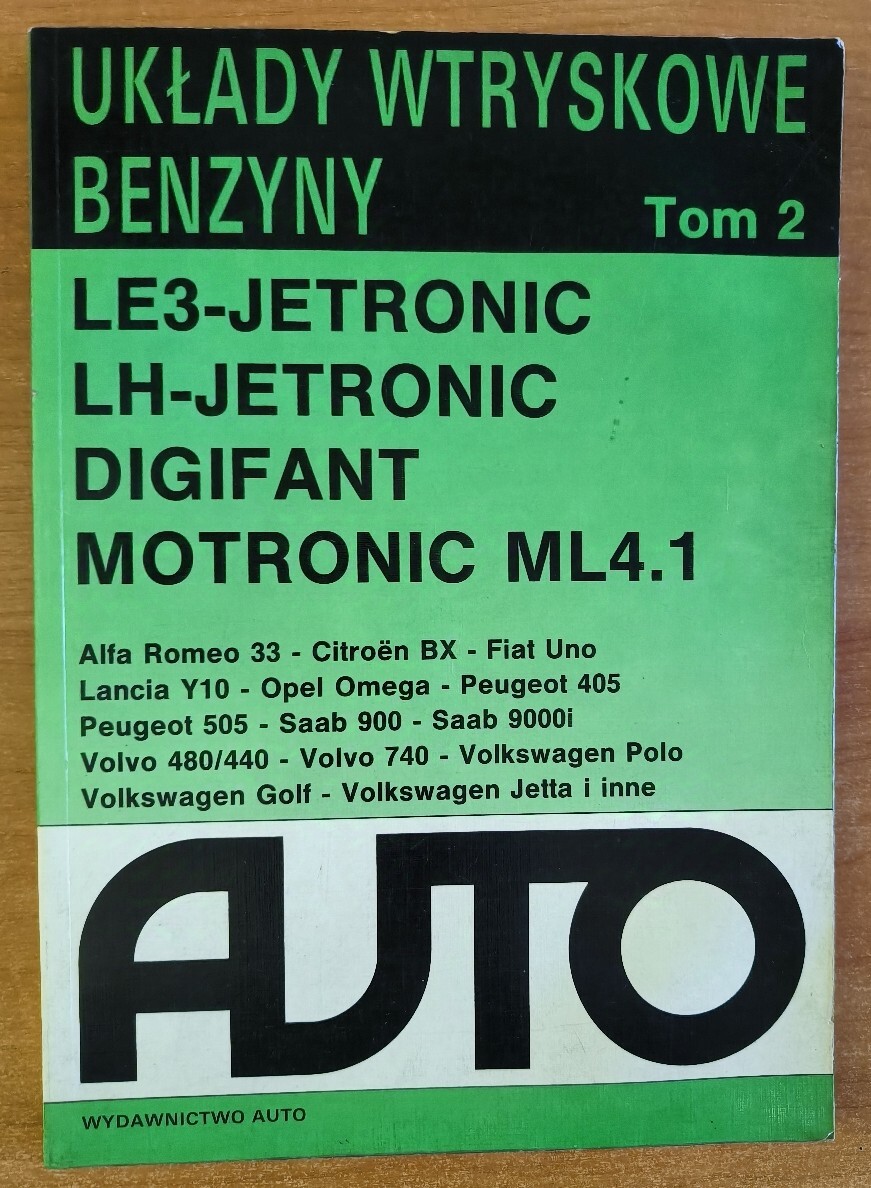 UKŁADY WTRYSKOWE
BENZYNY
Tom 2
LE3-JETRONIC
LH-JETRONIC
DIGIFANT
MOTRONIC ML4.1
Alfa Romeo 33 - Citroën BX - Fiat Uno
Lancia Y10 - Opel Omega - Peugeot 405
Peugeot 505 - Saab 900 - Saab 9000i
Volvo 480/440 - Volvo 740 - Volkswagen Polo
Volkswagen Golf - Volkswagen Jetta i inne
AUTO
WYDAWNICTWO AUTO